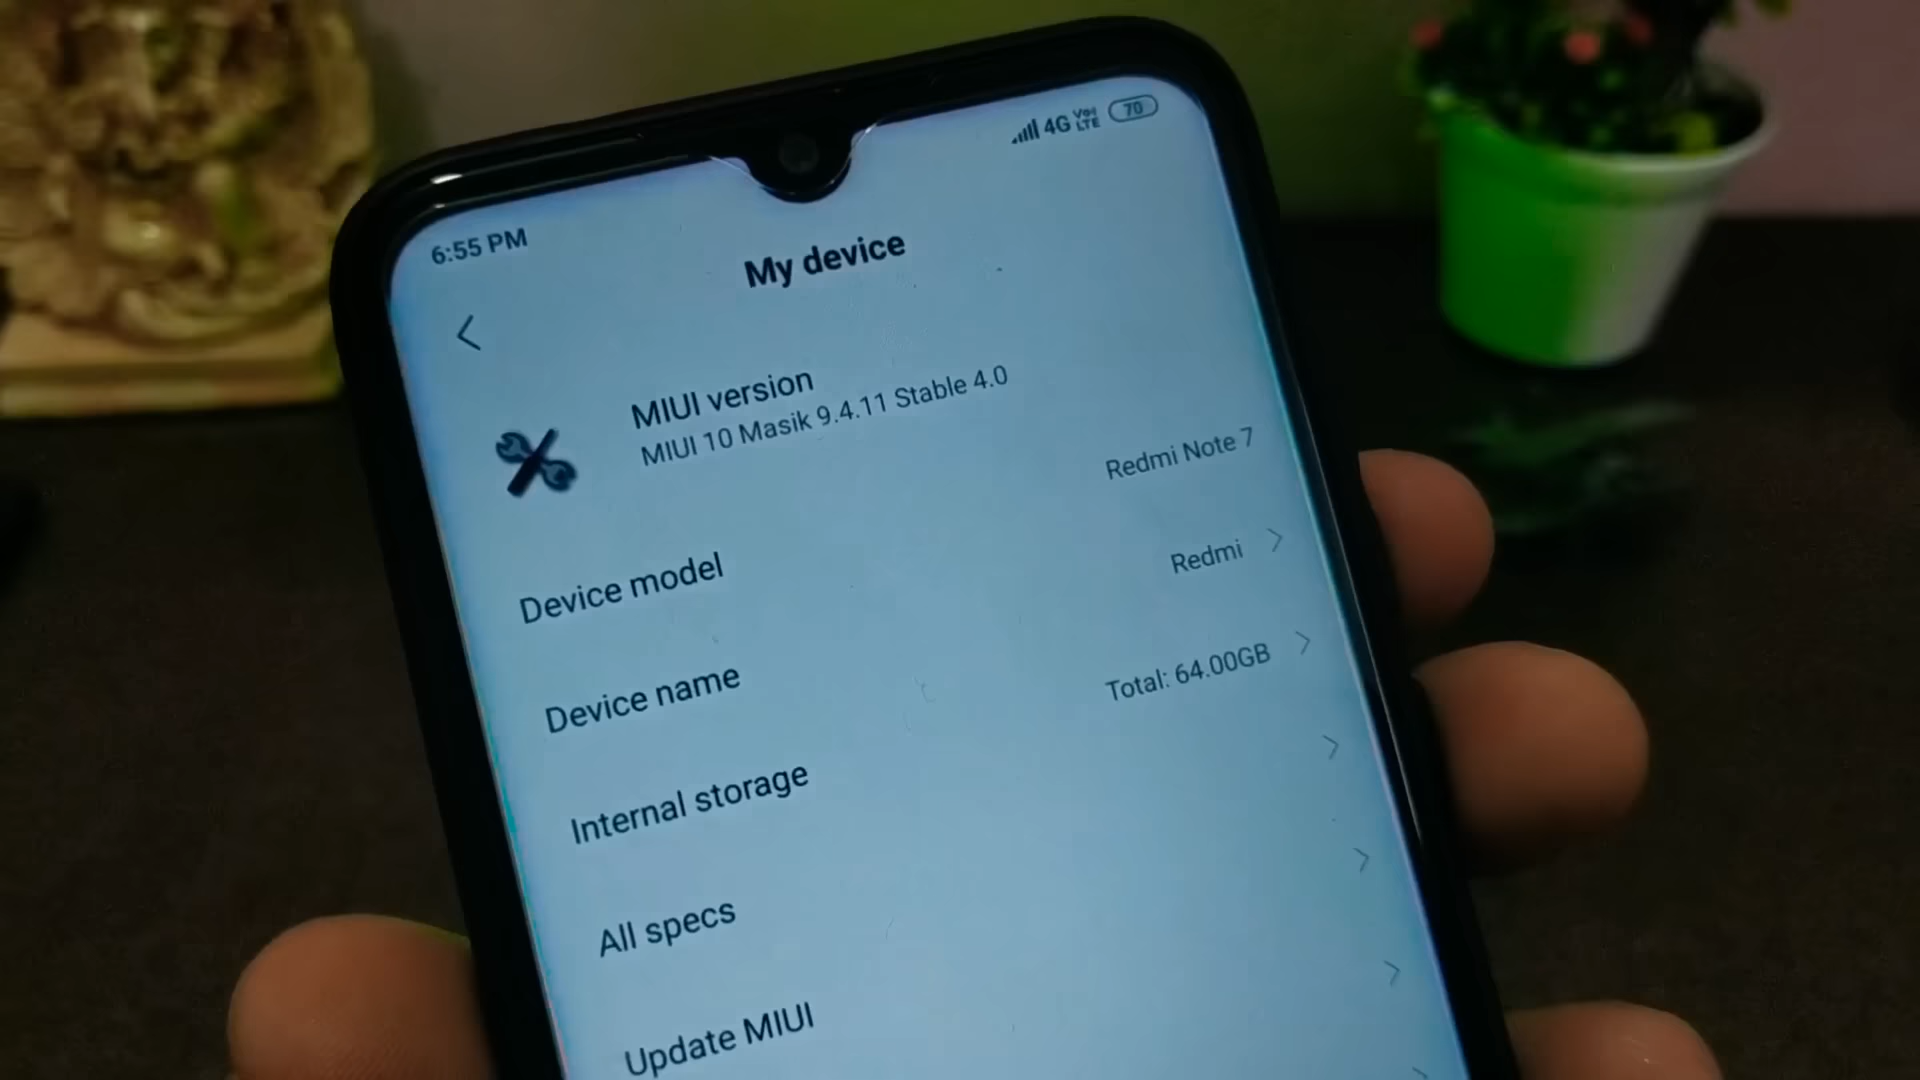 6:55 PM
4G VoLTE 70
My device
MIUI version
MIUI 10 Masik 9.4.11 Stable 4.0
Device model
Redmi Note 7
Device name
Redmi
Internal storage
Total: 64.00GB
All specs
Update MIUI